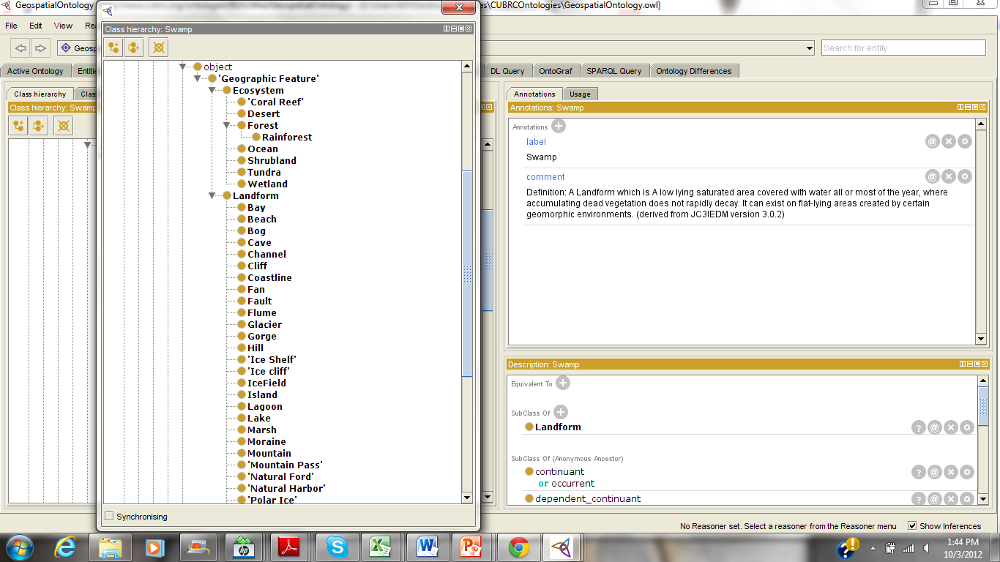 GeospatialOntology
\CUBRCOntologies\GeospatialOntology.owl]
File Edit View Re
Geosp
Search for entity
Active Ontology Entitie DL Query OntoGraf SPARQL Query Ontology Differences
Class hierarchy Clas
Class hierarchy: Swamp
Class hierarchy: Swamp
object
'Geographic Feature'
Ecosystem
'Coral Reef'
Desert
Forest
Rainforest
Ocean
Shrubland
Tundra
Wetland
Landform
Bay
Beach
Bog
Cave
Channel
Cliff
Coastline
Fan
Fault
Flume
Glacier
Gorge
Hill
'Ice Shelf'
'Ice cliff'
IceField
Island
Lagoon
Lake
Marsh
Moraine
Mountain
'Mountain Pass'
'Natural Ford'
'Natural Harbor'
'Polar Ice'
Synchronising
Annotations Usage
Annotations: Swamp
Annotations
label
Swamp
comment
Definition: A Landform which is A low lying saturated area covered with water all or most of the year, where
accumulating dead vegetation does not rapidly decay. It can exist on flat-lying areas created by certain
geomorphic environments. (derived from JC3IEDM version 3.0.2)
Description: Swamp
Equivalent To
SubClass Of
Landform
SubClass Of (Anonymous Ancestor)
continuant
or occurrent
dependent_continuant
No Reasoner set. Select a reasoner from the Reasoner menu Show Inferences
1:44 PM
10/3/2012